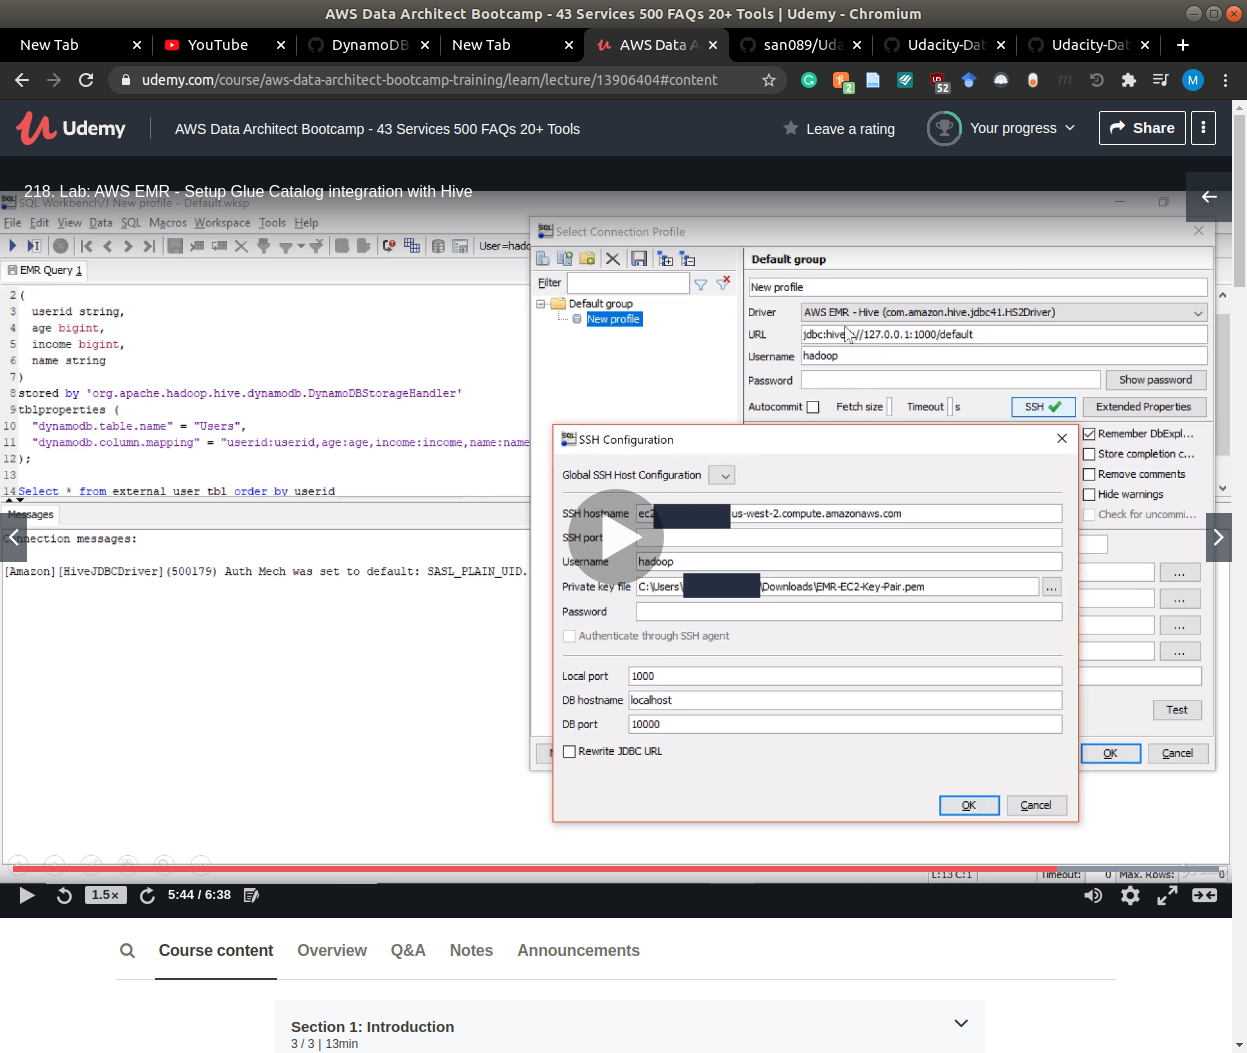 AWS Data Architect Bootcamp - 43 Services 500 FAQs 20+ Tools | Udemy - Chromium
New Tab
YouTube
DynamoDB
New Tab
AWS Data A
san089/Uda
Udacity-Dat
Udacity-Dat
udemy.com/course/aws-data-architect-bootcamp-training/learn/lecture/13906404#content
2
52
M
Udemy
AWS Data Architect Bootcamp - 43 Services 500 FAQs 20+ Tools
Leave a rating
Your progress
Share
218. Lab: AWS EMR - Setup Glue Catalog integration with Hive
SQL Workbench/J New profile - Default.wksp
File Edit View Data SQL Macros Workspace Tools Help
User=hado
EMR Query 1
2 (
3 userid string,
4 age bigint,
5 income bigint,
6 name string
7 )
8 stored by 'org.apache.hadoop.hive.dynamodb.DynamoDBStorageHandler'
9 tblproperties (
10 "dynamodb.table.name" = "Users",
11 "dynamodb.column.mapping" = "userid:userid,age:age,income:income,name:name
12 );
13
14 Select * from external user tbl order by userid
Messages
Connection messages:
[Amazon][HiveJDBCDriver](500179) Auth Mech was set to default: SASL_PLAIN_UID.
Select Connection Profile
Filter
Default group
New profile
Default group
New profile
Driver AWS EMR - Hive (com.amazon.hive.jdbc41.HS2Driver)
URL jdbc:hive2://127.0.0.1:1000/default
Username hadoop
Password
Show password
Autocommit Fetch size Timeout s SSH Extended Properties
Remember DbExpl...
Store completion c...
Remove comments
Hide warnings
Check for uncommi...
...
...
...
...
Test
OK Cancel
SSH Configuration
Global SSH Host Configuration
SSH hostname ec2 us-west-2.compute.amazonaws.com
SSH port
Username hadoop
Private key file C:\Users\ \Downloads\EMR-EC2-Key-Pair.pem ...
Password
Authenticate through SSH agent
Local port 1000
DB hostname localhost
DB port 10000
Rewrite JDBC URL
OK Cancel
L:13 C:1 Timeout: 0 Max. Rows: 0
1.5× 5:44 / 6:38
Course content Overview Q&A Notes Announcements
Section 1: Introduction
3 / 3 | 13min